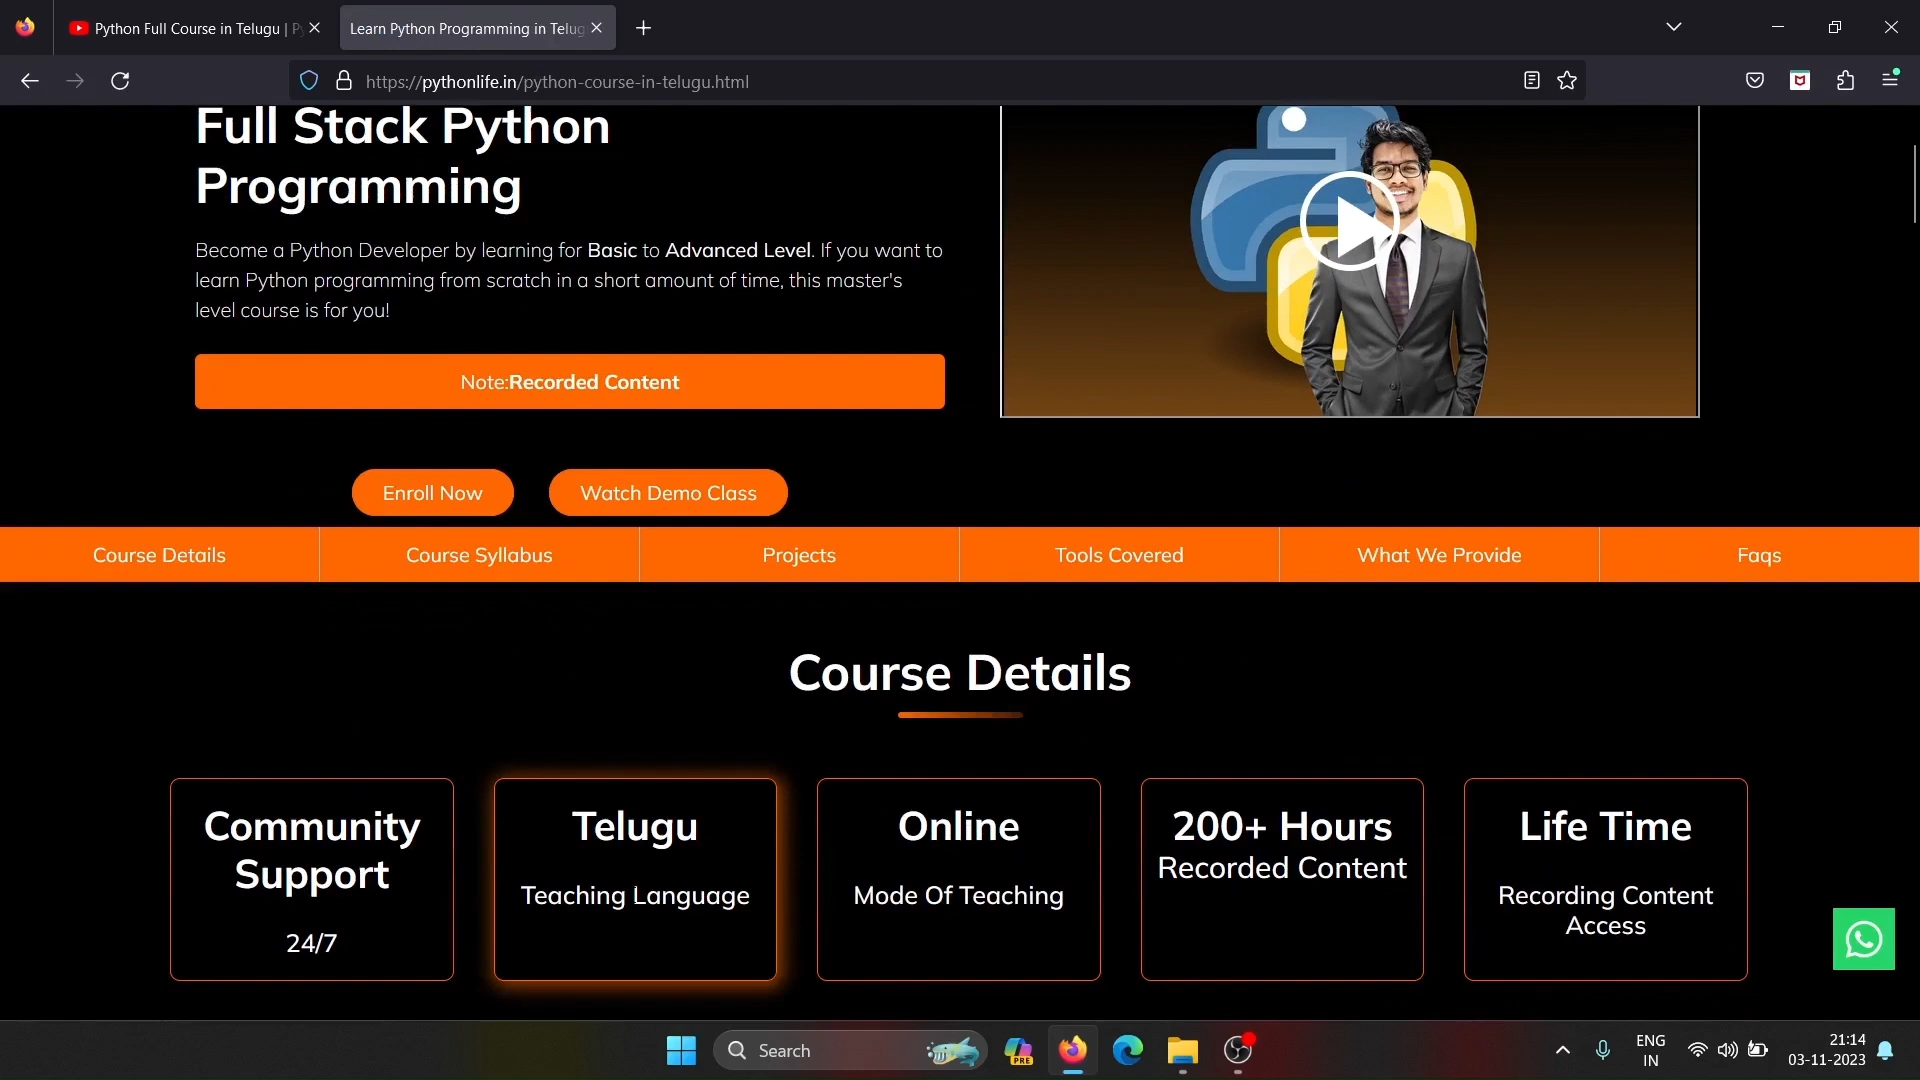 Python Full Course in Telugu | Py
Learn Python Programming in Telug
https://pythonlife.in/python-course-in-telugu.html
Full Stack Python
Programming
Become a Python Developer by learning for Basic to Advanced Level. If you want to
learn Python programming from scratch in a short amount of time, this master's
level course is for you!
Note:Recorded Content
Enroll Now
Watch Demo Class
Course Details
Course Syllabus
Projects
Tools Covered
What We Provide
Faqs
Course Details
Community
Support
24/7
Telugu
Teaching Language
Online
Mode Of Teaching
200+ Hours
Recorded Content
Life Time
Recording Content
Access
Search
PRE
ENG
IN
21:14
03-11-2023